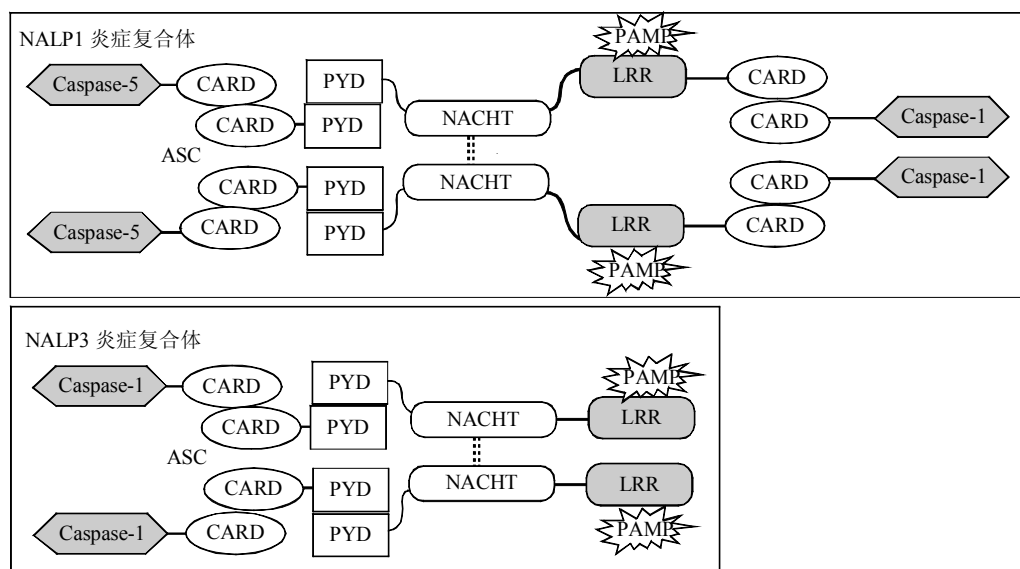 NALP1 炎症复合体
PAMP
Caspase-5 CARD PYD LRR CARD
NACHT
CARD PYD CARD Caspase-1
ASC
CARD PYD NACHT CARD Caspase-1
Caspase-5 CARD PYD LRR CARD
PAMP
NALP3 炎症复合体
Caspase-1 CARD PYD PAMP
CARD PYD NACHT LRR
ASC
CARD PYD NACHT LRR
Caspase-1 CARD PYD PAMP